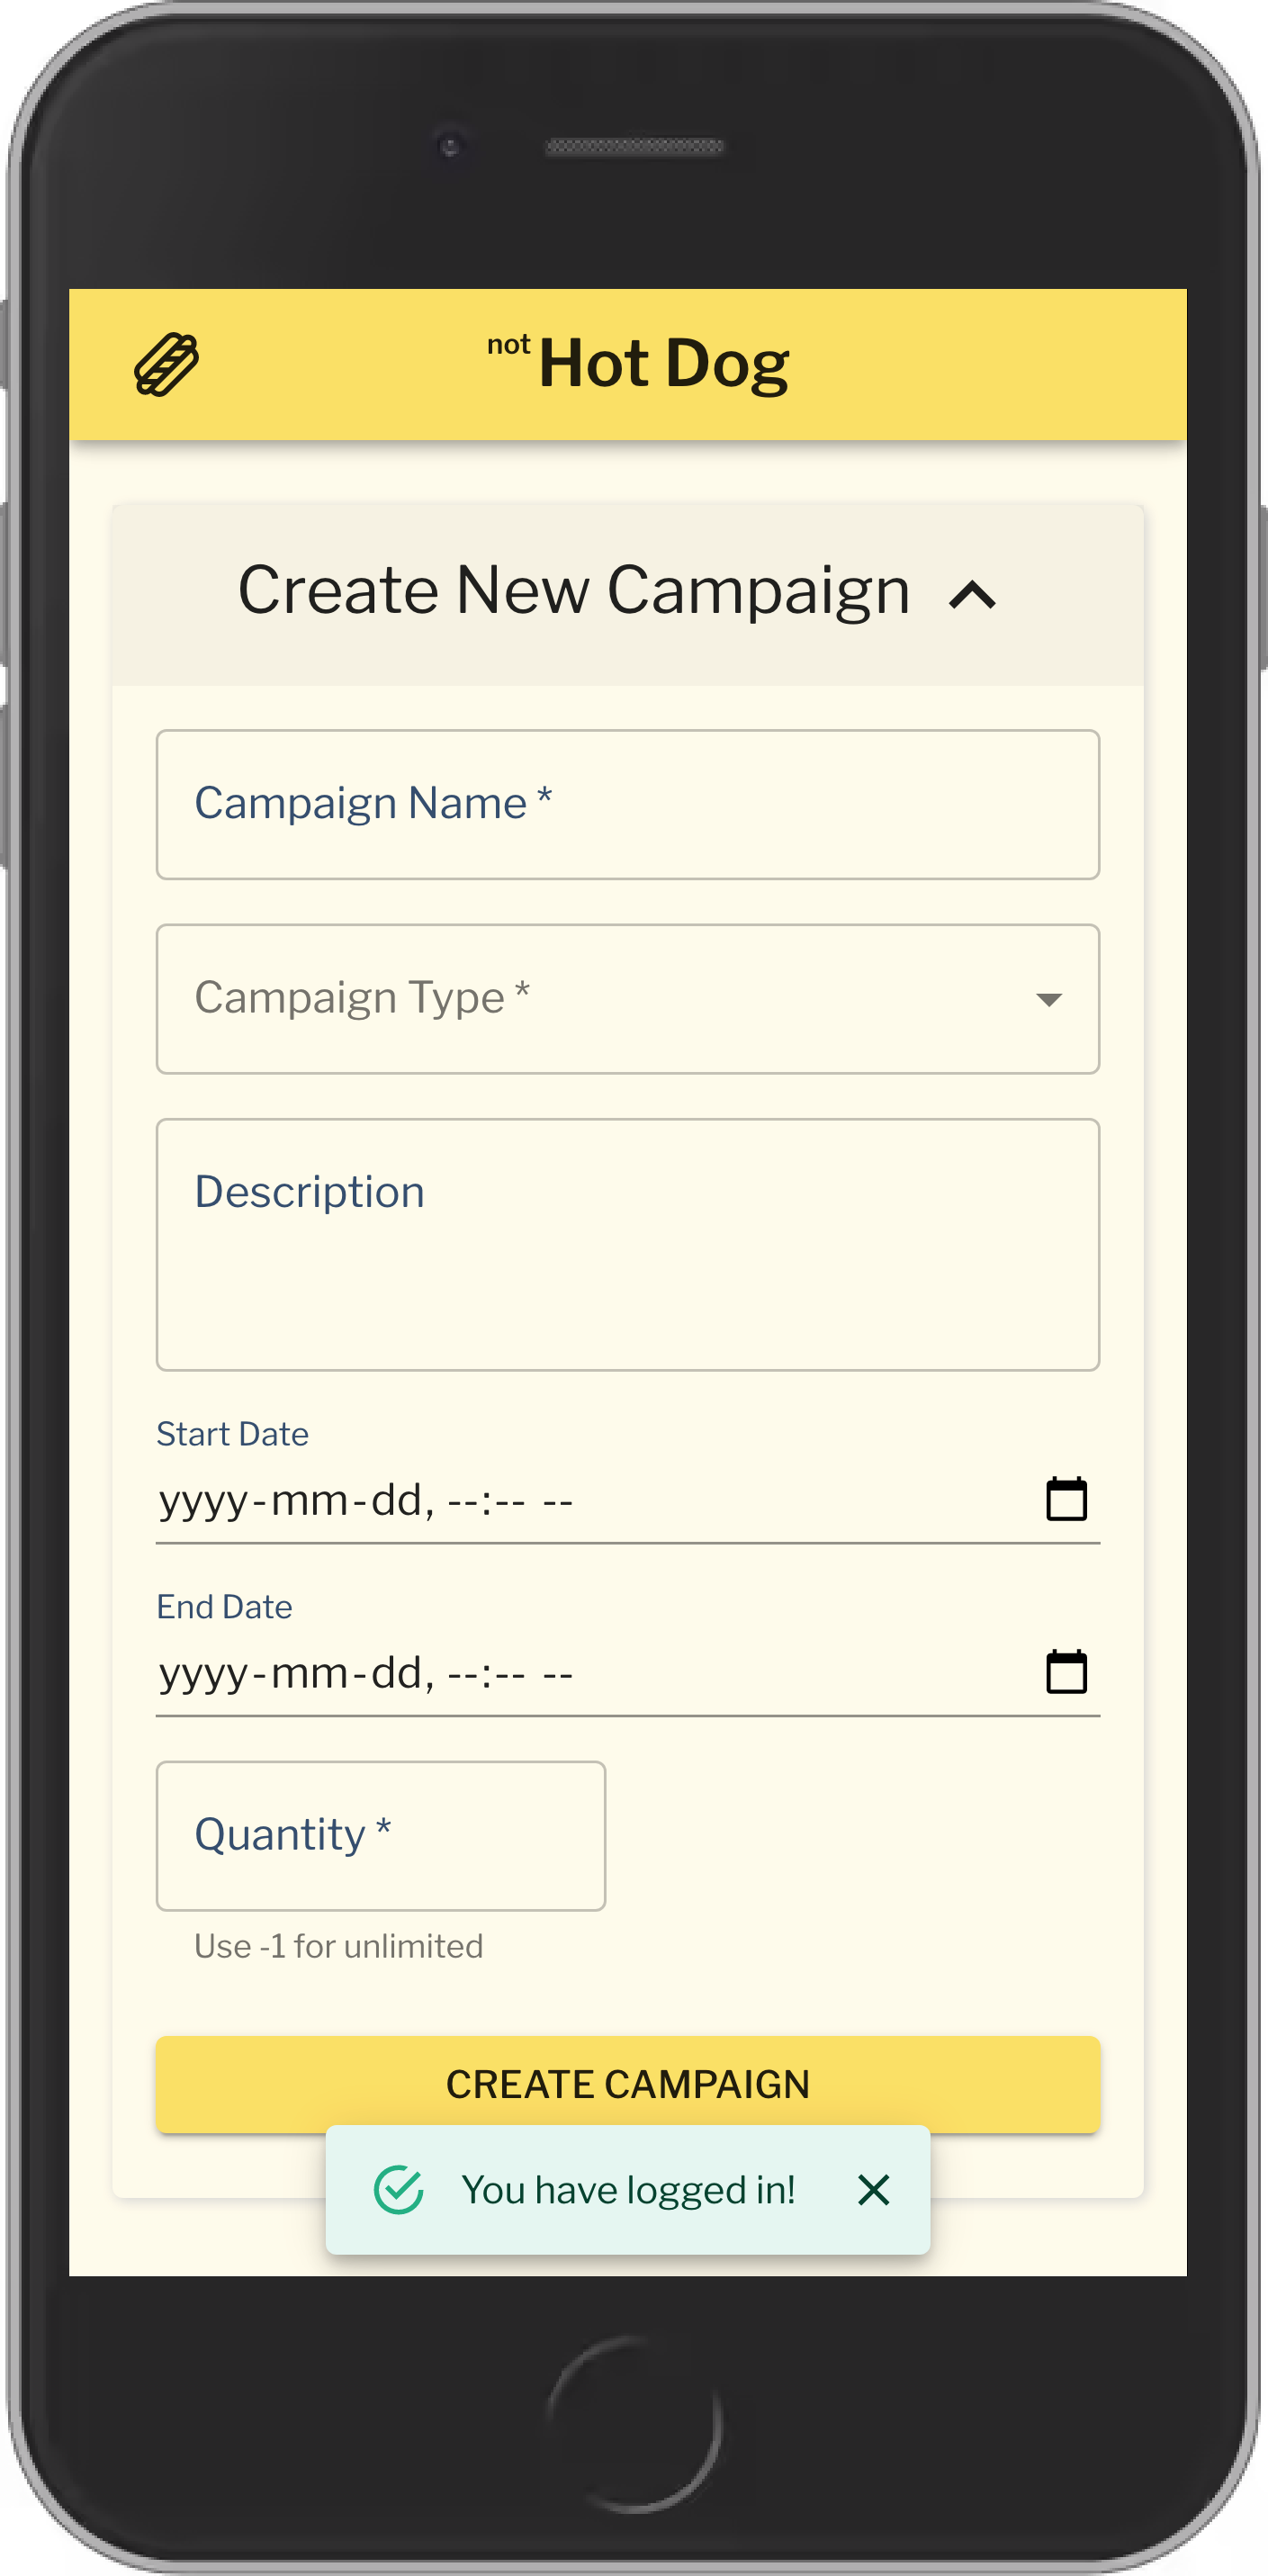 not Hot Dog
Create New Campaign
Campaign Name *
Campaign Type *
Description
Start Date
yyyy-mm-dd, --:-- --
End Date
yyyy-mm-dd, --:-- --
Quantity *
Use -1 for unlimited
CREATE CAMPAIGN
You have logged in!